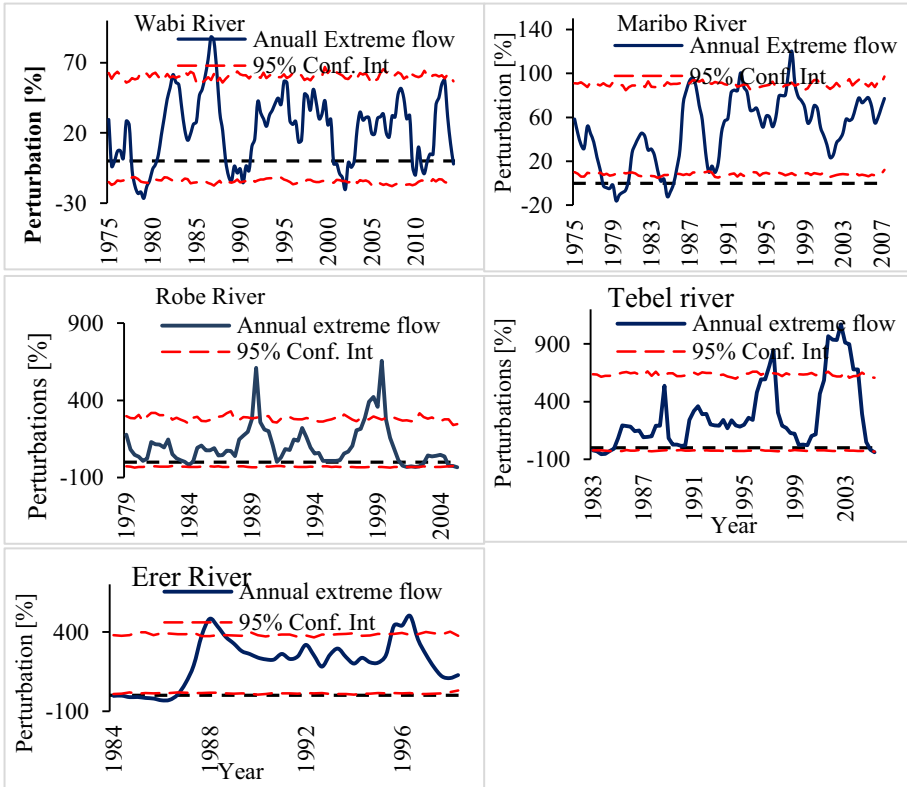 Wabi River
Anuall Extreme flow
95% Conf. Int
Perturbation [%]
70
20
-30
1975
1980
1985
1990
1995
2000
2005
2010
Maribo River
Annual Extreme flow
95% Conf. Int
Perturbation [%]
140
100
60
20
-20
1975
1979
1983
1987
1991
1995
1999
2003
2007
Robe River
Annual extreme flow
95% Conf. Int
Perturbations [%]
900
400
-100
1979
1984
1989
1994
1999
2004
Tebel river
Annual extreme flow
95% Conf. Int
Perturbations [%]
900
400
-100
1983
1987
1991
1995
1999
2003
Year
Erer River
Annual extreme flow
95% Conf. Int
Perturbation [%]
400
-100
1984
1988
1992
1996
Year